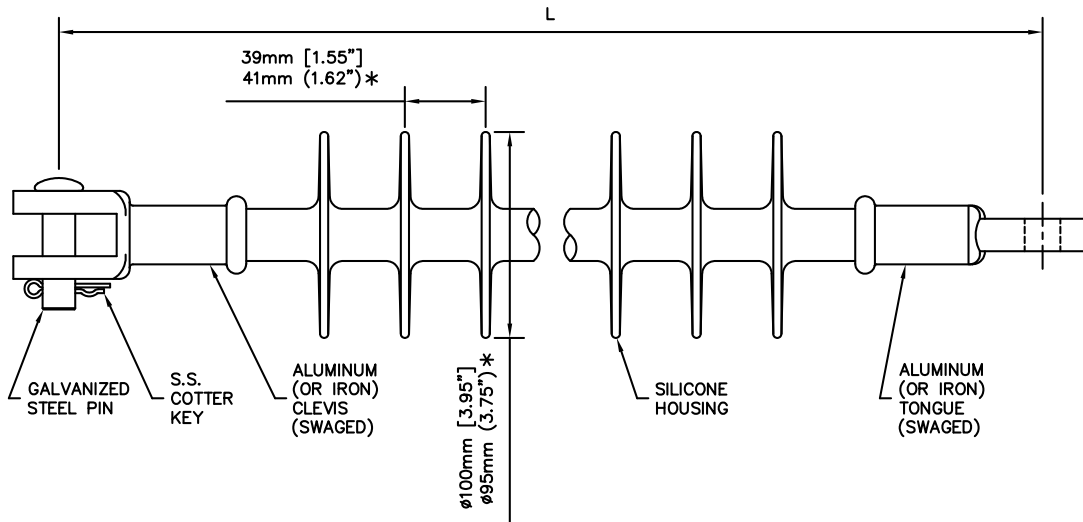 L
39mm [1.55"]
41mm (1.62")*
GALVANIZED
STEEL PIN
S.S.
COTTER
KEY
ALUMINUM
(OR IRON)
CLEVIS
(SWAGED)
ø100mm [3.95"]
ø95mm (3.75")*
SILICONE
HOUSING
ALUMINUM
(OR IRON)
TONGUE
(SWAGED)